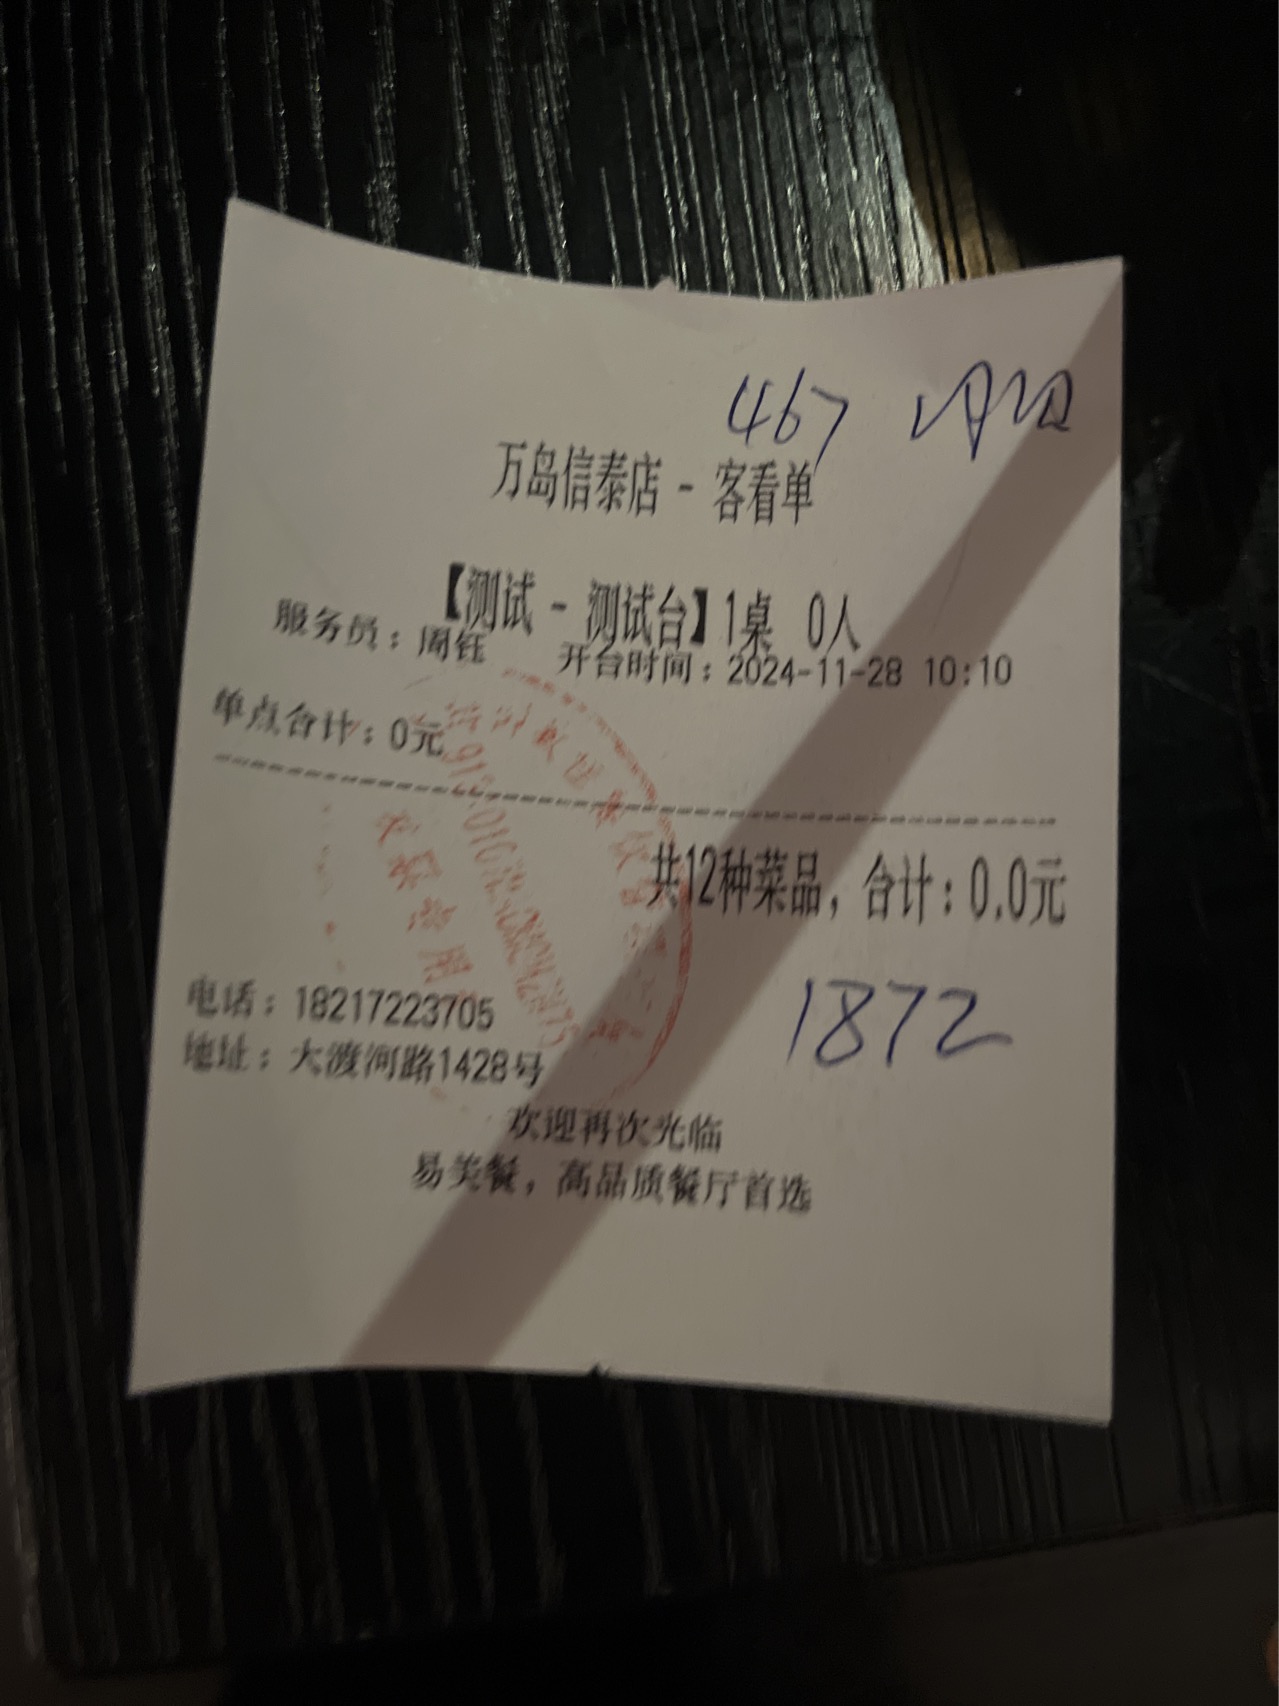 467
万岛信泰店 - 客看单
【测试 - 测试台】1桌 0人
服务员：周钰 开台时间：2024-11-28 10:10
单点合计：0元
共12种菜品，合计：0.0元
1872
电话：18217223705
地址：大渡河路1428号
欢迎再次光临
易美餐，高品质餐厅首选